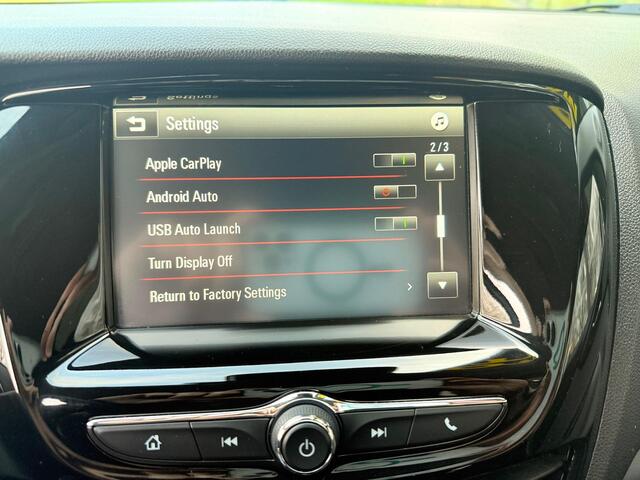 Settings
2/3
Apple CarPlay
Android Auto
USB Auto Launch
Turn Display Off
Return to Factory Settings